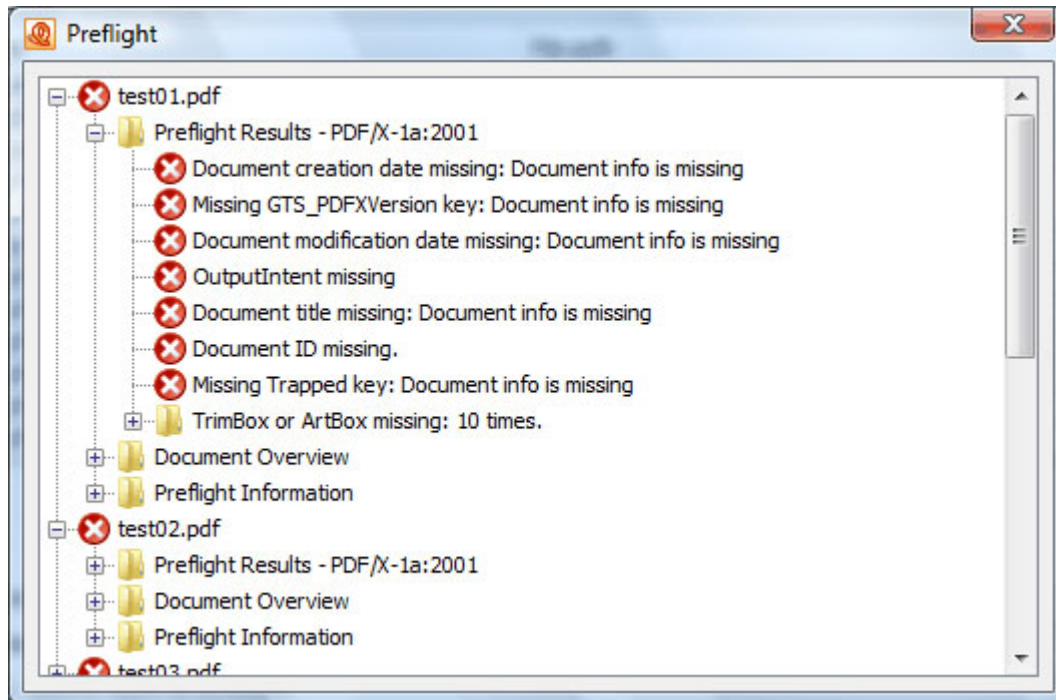 Preflight
test01.pdf
Preflight Results - PDF/X-1a:2001
Document creation date missing: Document info is missing
Missing GTS_PDFXVersion key: Document info is missing
Document modification date missing: Document info is missing
OutputIntent missing
Document title missing: Document info is missing
Document ID missing.
Missing Trapped key: Document info is missing
TrimBox or ArtBox missing: 10 times.
Document Overview
Preflight Information
test02.pdf
Preflight Results - PDF/X-1a:2001
Document Overview
Preflight Information
test03.pdf